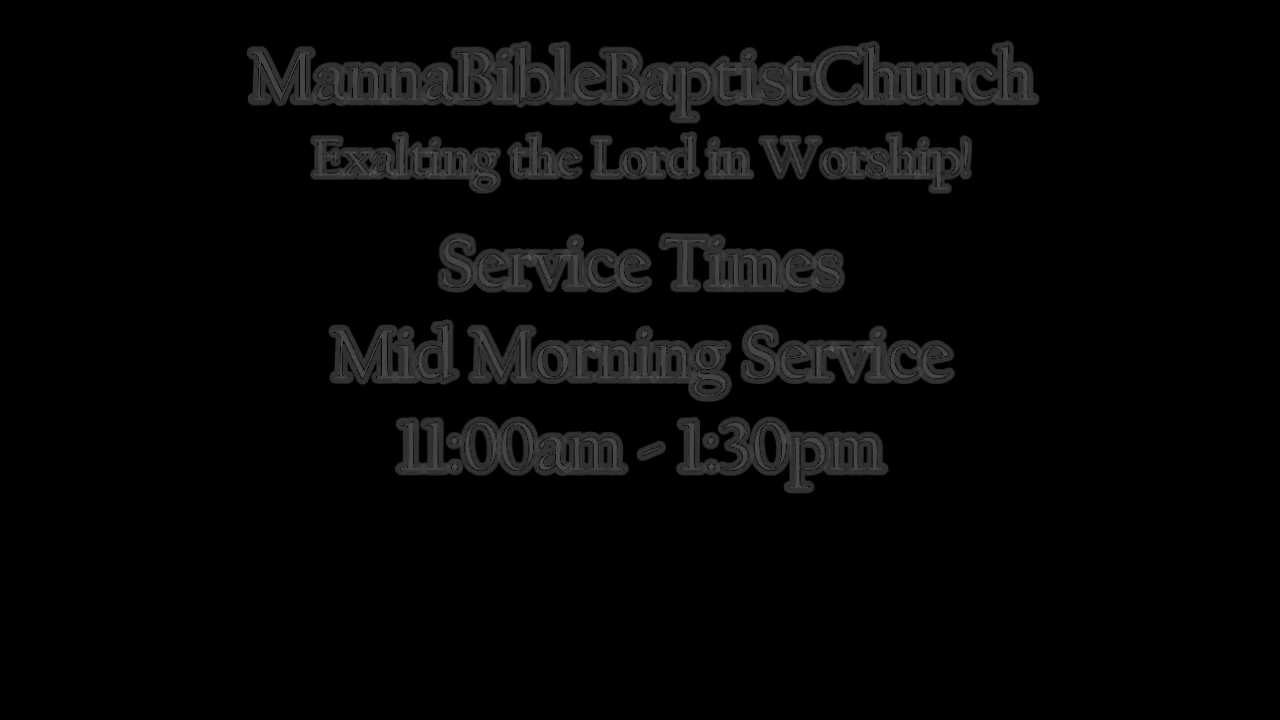 MannaBibleBaptistChurch
Exalting the Lord in Worship!
Service Times
Mid Morning Service
11:00am - 1:30pm